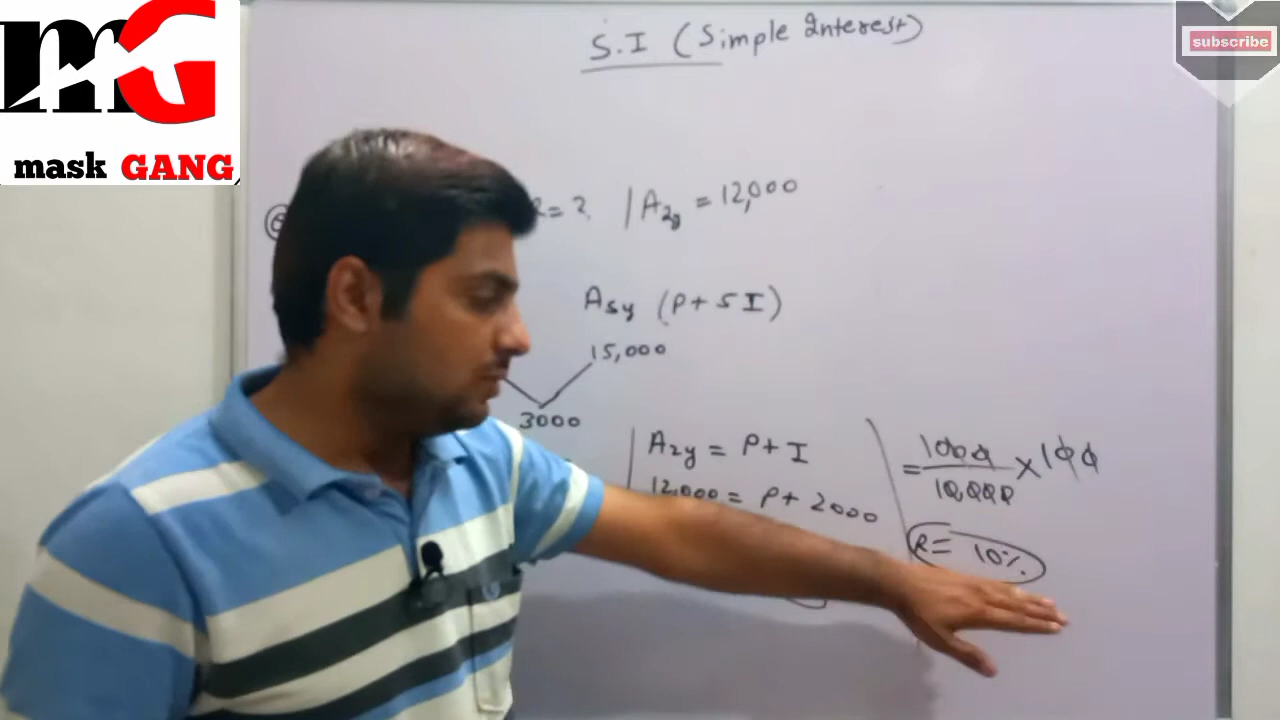 mG
mask GANG
subscribe
S.I (Simple Interest)
R = ? | A2y = 12,000
A5y (P + 5I)
15,000
3000
A2y = P + I
12,000 = P + 2000
= 1000 / 10,000 × 100
R = 10%